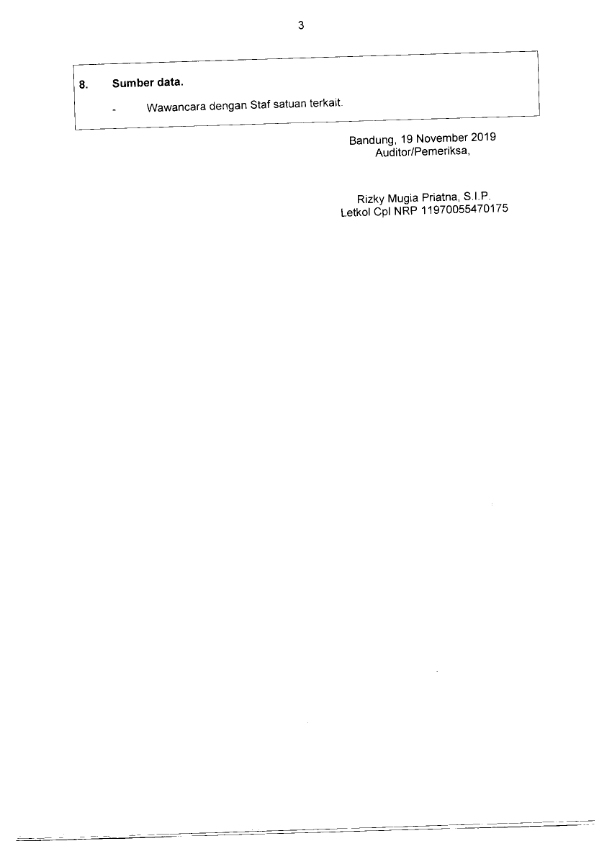 3
8. Sumber data.
- Wawancara dengan Staf satuan terkait.
Bandung, 19 November 2019
Auditor/Pemeriksa,
Rizky Mugia Priatna, S.I.P.
Letkol Cpl NRP 11970055470175